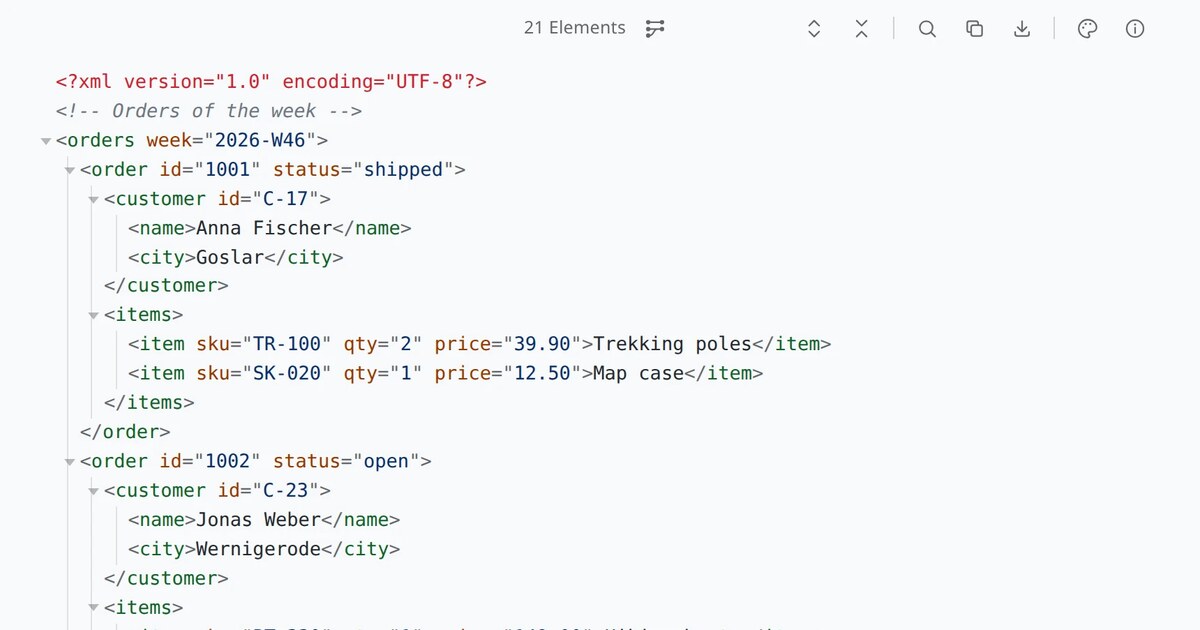 21 Elements
<?xml version="1.0" encoding="UTF-8"?>
<!-- Orders of the week -->
<orders week="2026-W46">
<order id="1001" status="shipped">
<customer id="C-17">
<name>Anna Fischer</name>
<city>Goslar</city>
</customer>
<items>
<item sku="TR-100" qty="2" price="39.90">Trekking poles</item>
<item sku="SK-020" qty="1" price="12.50">Map case</item>
</items>
</order>
<order id="1002" status="open">
<customer id="C-23">
<name>Jonas Weber</name>
<city>Wernigerode</city>
</customer>
<items>